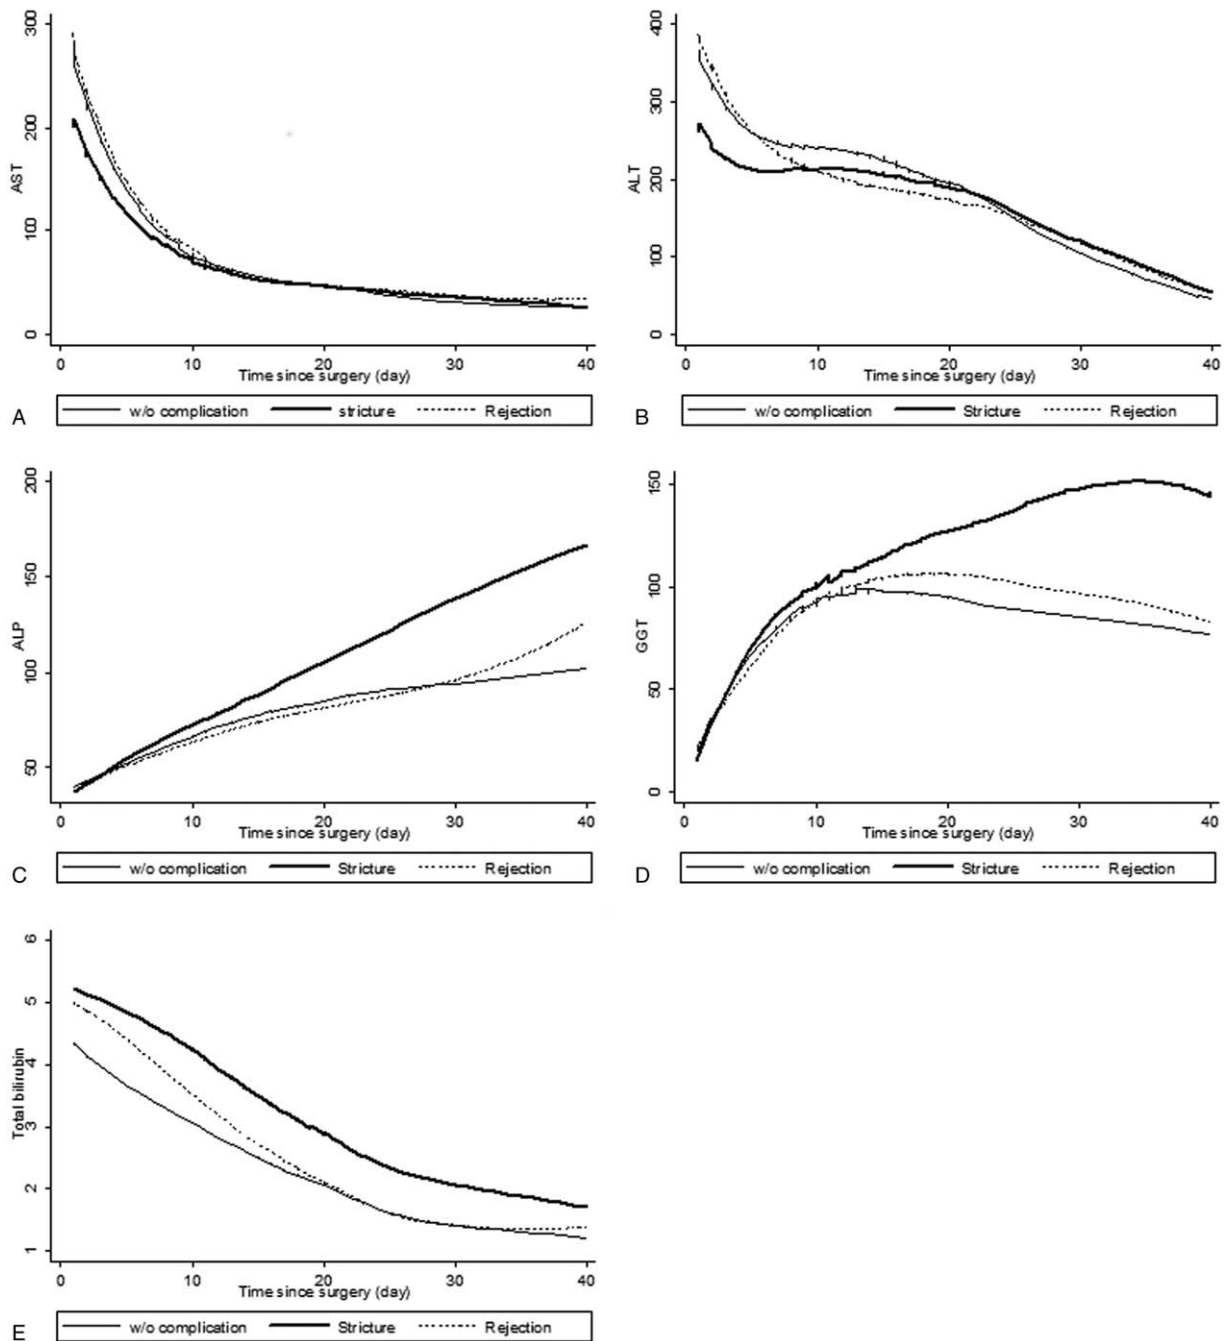 300
200
100
0
AST
0 10 20 30 40
Time since surgery (day)
w/o complication stricture Rejection
A
400
300
200
100
0
ALT
0 10 20 30 40
Time since surgery (day)
w/o complication Stricture Rejection
B
200
150
100
50
ALP
0 10 20 30 40
Time since surgery (day)
w/o complication Stricture Rejection
C
150
100
50
0
GGT
0 10 20 30 40
Time since surgery (day)
w/o complication Stricture Rejection
D
6
5
4
3
2
1
Total bilirubin
0 10 20 30 40
Time since surgery (day)
w/o complication Stricture Rejection
E